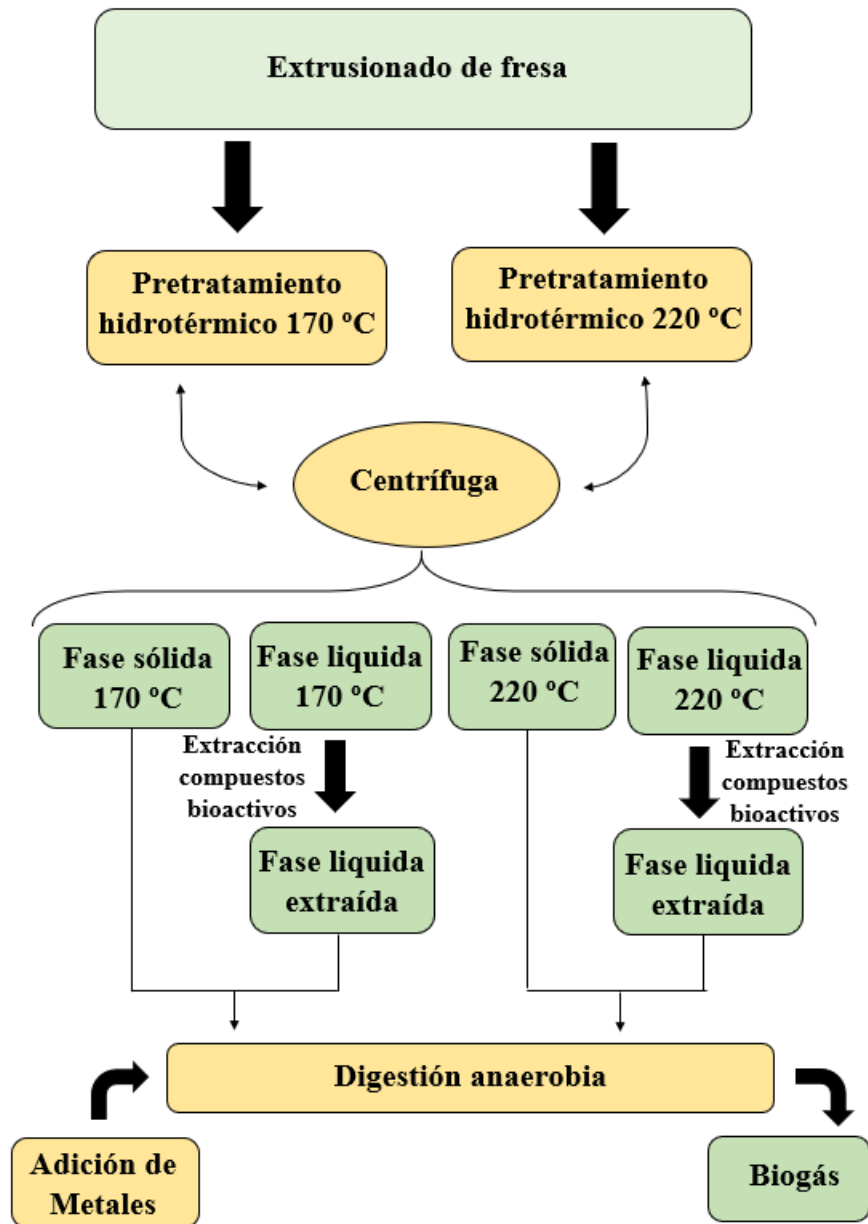 Extrusionado de fresa
Pretratamiento
hidrotérmico 170 ºC
Pretratamiento
hidrotérmico 220 ºC
Centrífuga
Fase sólida
170 ºC
Fase liquida
170 ºC
Fase sólida
220 ºC
Fase liquida
220 ºC
Extracción
compuestos
bioactivos
Extracción
compuestos
bioactivos
Fase liquida
extraída
Fase liquida
extraída
Digestión anaerobia
Adición de
Metales
Biogás